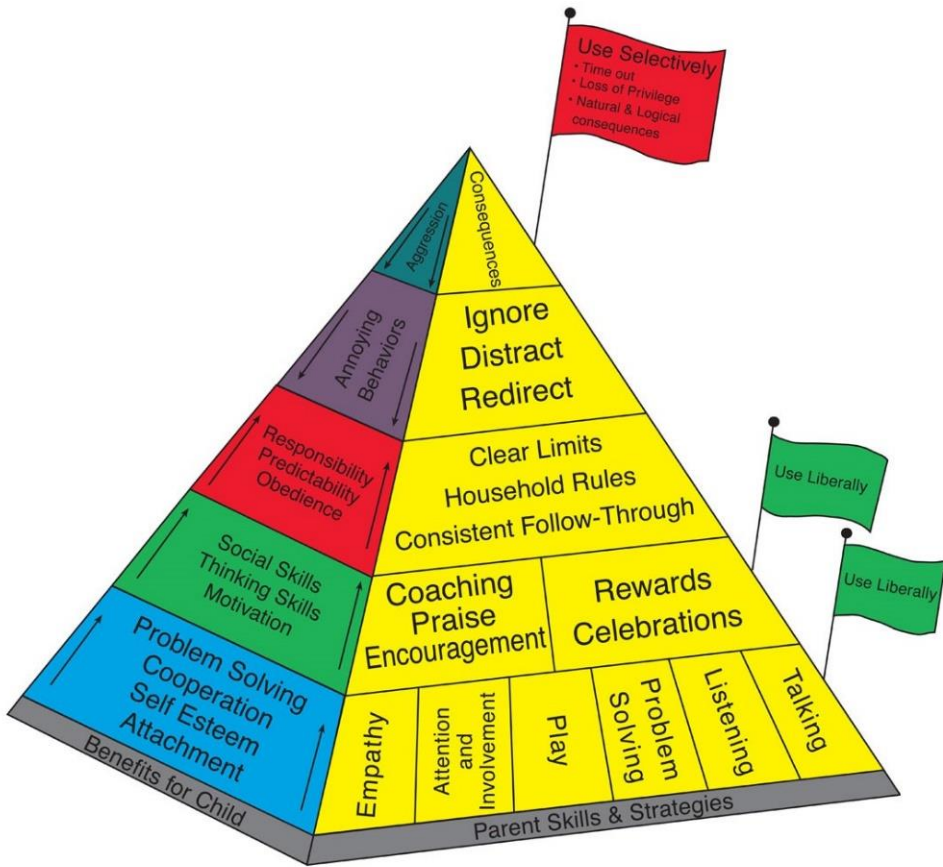 Use Selectively
• Time out
• Loss of Privilege
• Natural & Logical
consequences
Aggression
Consequences
Annoying
Behaviors
Ignore
Distract
Redirect
Responsibility
Predictability
Obedience
Clear Limits
Household Rules
Consistent Follow-Through
Use Liberally
Social Skills
Thinking Skills
Motivation
Coaching
Praise
Encouragement
Rewards
Celebrations
Use Liberally
Problem Solving
Cooperation
Self Esteem
Attachment
Empathy
Attention
and
Involvement
Play
Problem
Solving
Listening
Talking
Benefits for Child
Parent Skills & Strategies